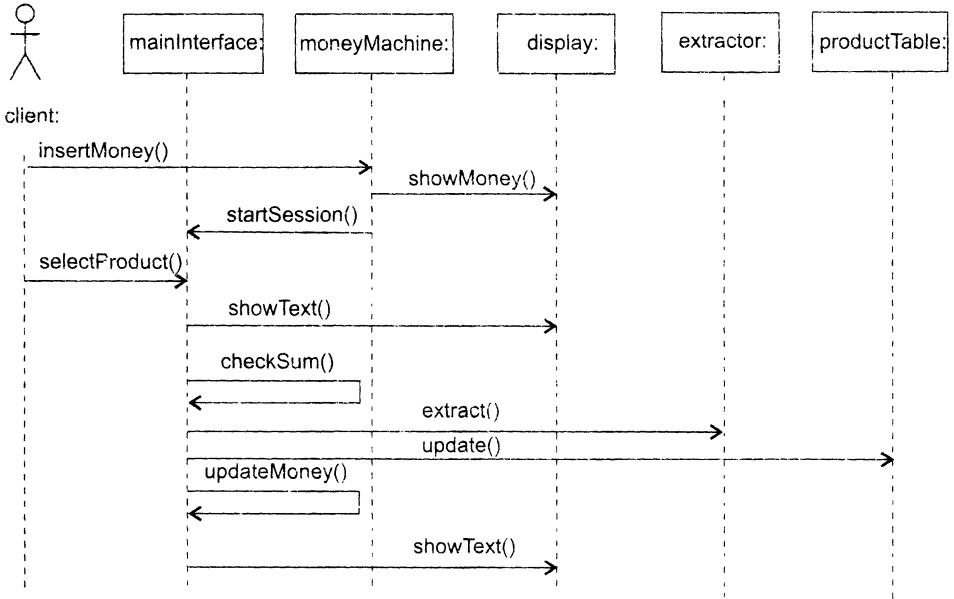 mainInterface:
moneyMachine:
display:
extractor:
productTable:
client:
insertMoney()
showMoney()
startSession()
selectProduct()
showText()
checkSum()
extract()
update()
updateMoney()
showText()